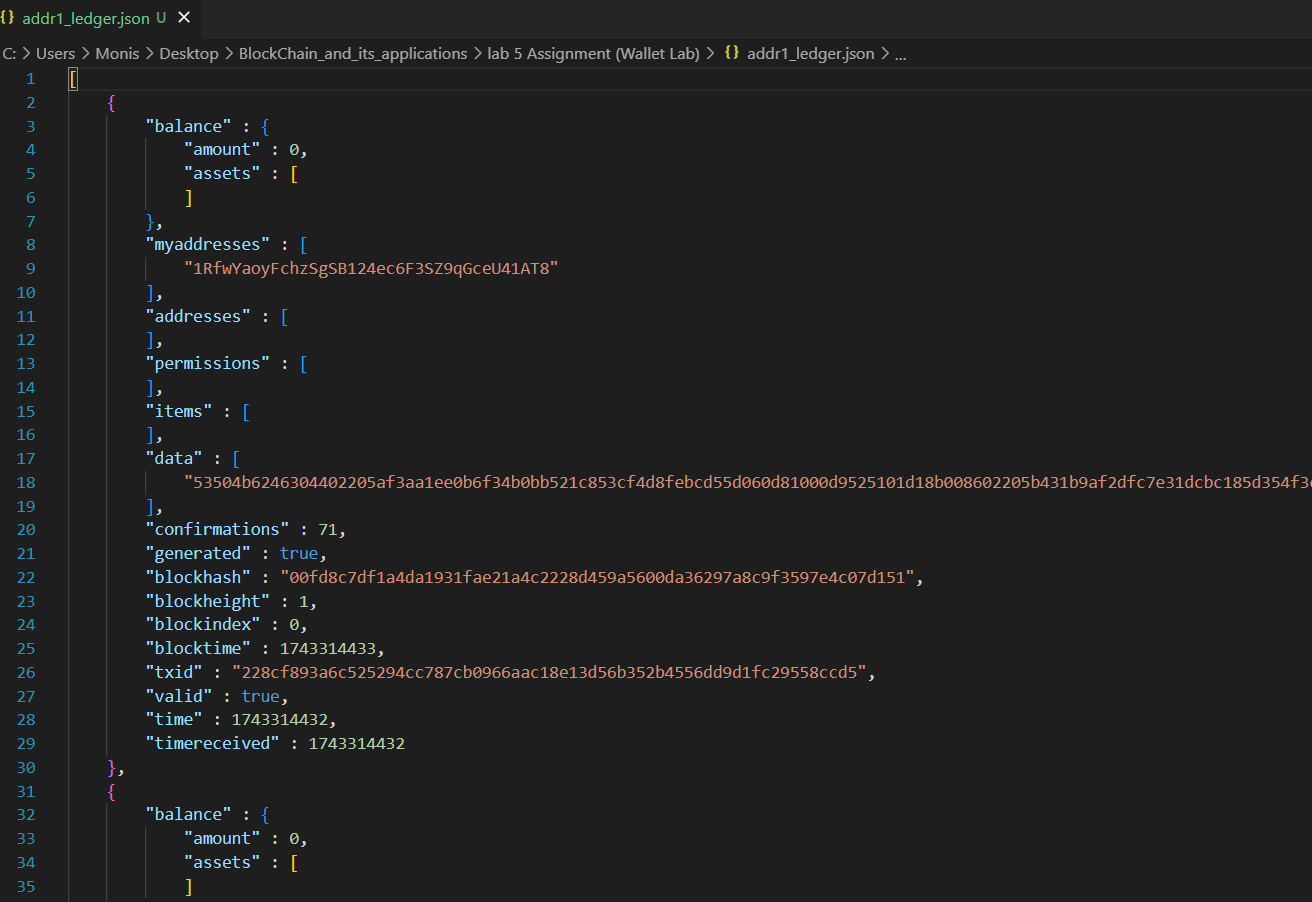 {} addr1_ledger.json U ×
C: > Users > Monis > Desktop > BlockChain_and_its_applications > lab 5 Assignment (Wallet Lab) > {} addr1_ledger.json > ...
1 [
2 {
3 "balance" : {
4 "amount" : 0,
5 "assets" : [
6 ]
7 },
8 "myaddresses" : [
9 "1RfwYaoyFchzSgSB124ec6F3SZ9qGceU41AT8"
10 ],
11 "addresses" : [
12 ],
13 "permissions" : [
14 ],
15 "items" : [
16 ],
17 "data" : [
18 "53504b6246304402205af3aa1ee0b6f34b0bb521c853cf4d8febcd55d060d81000d9525101d18b008602205b431b9af2dfc7e31dcbc185d354f3
19 ],
20 "confirmations" : 71,
21 "generated" : true,
22 "blockhash" : "00fd8c7df1a4da1931fae21a4c2228d459a5600da36297a8c9f3597e4c07d151",
23 "blockheight" : 1,
24 "blockindex" : 0,
25 "blocktime" : 1743314433,
26 "txid" : "228cf893a6c525294cc787cb0966aac18e13d56b352b4556dd9d1fc29558ccd5",
27 "valid" : true,
28 "time" : 1743314432,
29 "timereceived" : 1743314432
30 },
31 {
32 "balance" : {
33 "amount" : 0,
34 "assets" : [
35 ]